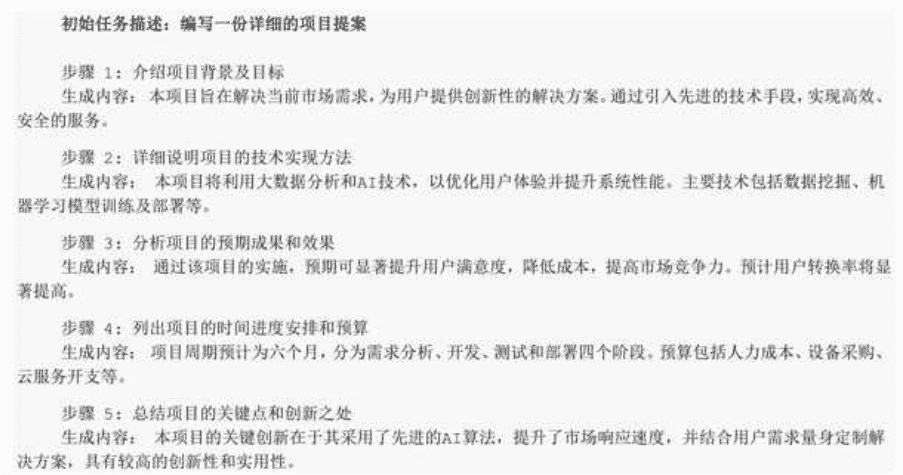 初始任务描述：编写一份详细的项目提案
步骤 1：介绍项目背景及目标
生成内容：本项目旨在解决当前市场需求，为用户提供创新性的解决方案。通过引入先进的技术手段，实现高效、
安全的服务。
步骤 2：详细说明项目的技术实现方法
生成内容： 本项目将利用大数据分析和AI技术，以优化用户体验并提升系统性能。主要技术包括数据挖掘、机
器学习模型训练及部署等。
步骤 3：分析项目的预期成果和效果
生成内容： 通过该项目的实施，预期可显著提升用户满意度，降低成本，提高市场竞争力。预计用户转换率将显
著提高。
步骤 4：列出项目的时间进度安排和预算
生成内容： 项目周期预计为六个月，分为需求分析、开发、测试和部署四个阶段。预算包括人力成本、设备采购、
云服务开支等。
步骤 5：总结项目的关键点和创新之处
生成内容： 本项目的关键创新在于其采用了先进的AI算法，提升了市场响应速度，并结合用户需求量身定制解
决方案，具有较高的创新性和实用性。